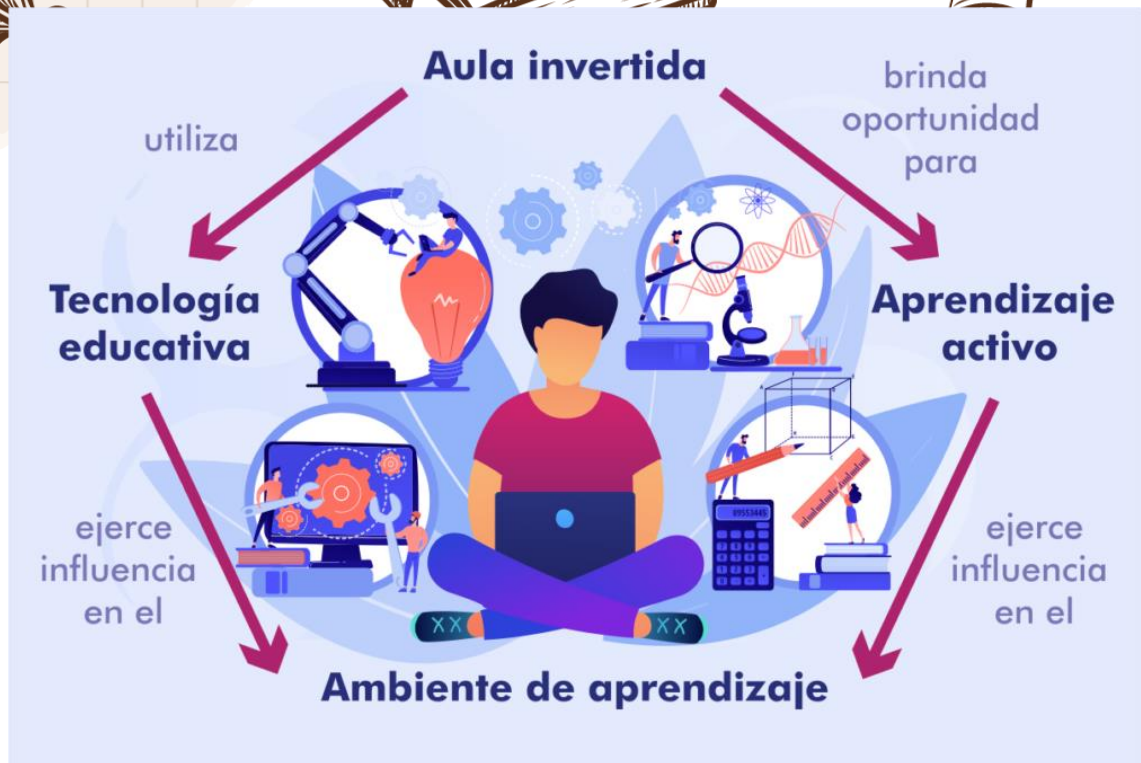 Aula invertida
utiliza
brinda
oportunidad
para
Tecnología
educativa
Aprendizaje
activo
89553445
ejerce
influencia
en el
ejerce
influencia
en el
Ambiente de aprendizaje